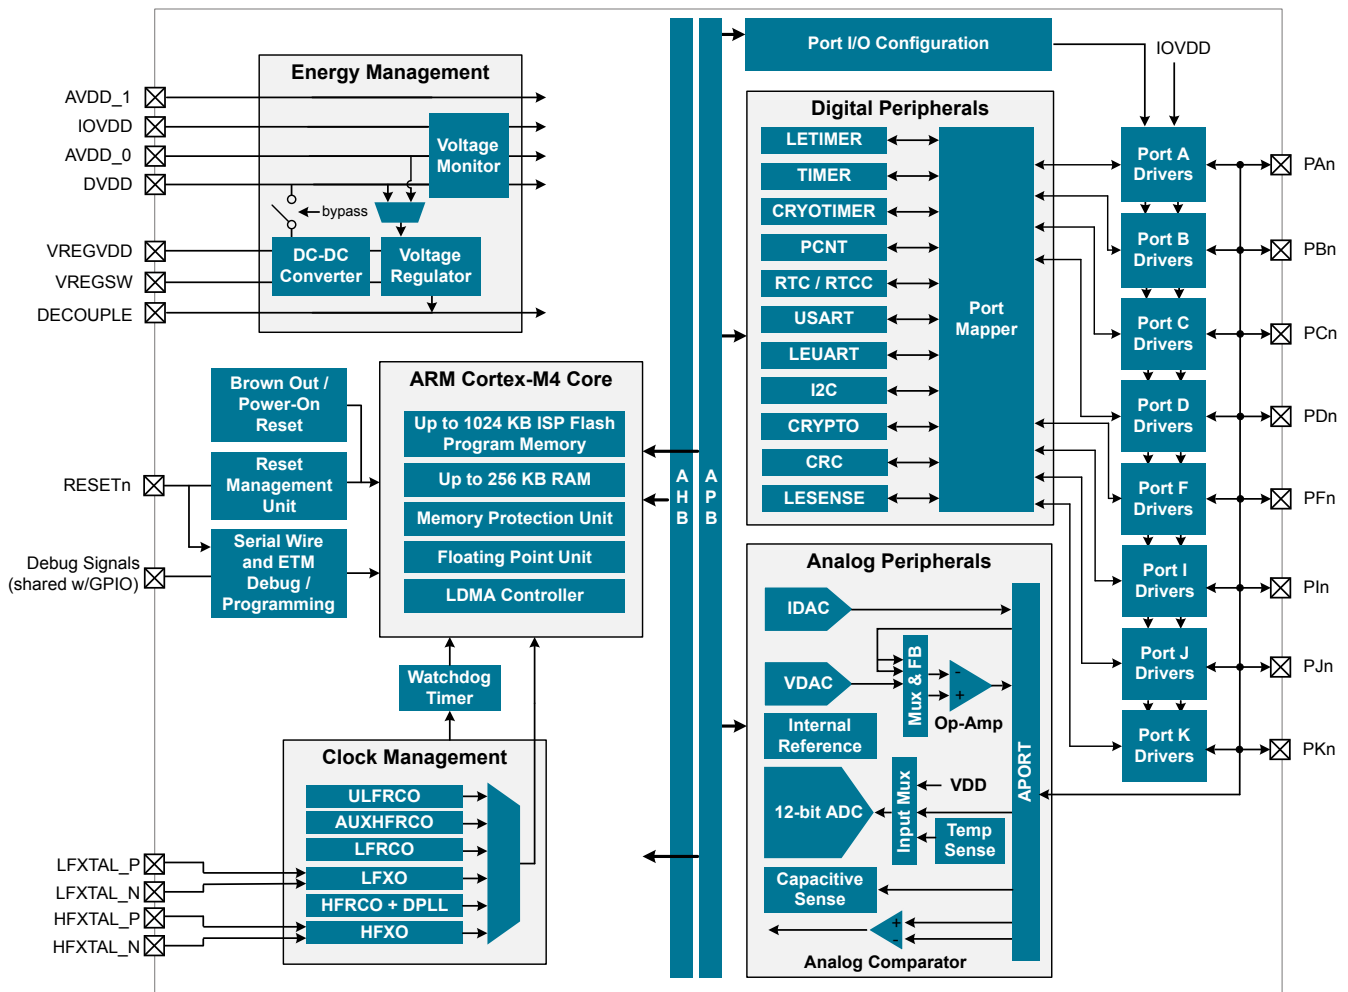 Energy Management
AVDD_1
IOVDD
AVDD_0
DVDD
VREGVDD
VREGSW
DECOUPLE
Voltage
Monitor
bypass
DC-DC
Converter
Voltage
Regulator
Brown Out /
Power-On
Reset
RESETn
Reset
Management
Unit
Debug Signals
(shared w/GPIO)
Serial Wire
and ETM
Debug /
Programming
ARM Cortex-M4 Core
Up to 1024 KB ISP Flash
Program Memory
Up to 256 KB RAM
Memory Protection Unit
Floating Point Unit
LDMA Controller
Watchdog
Timer
Clock Management
ULFRCO
AUXHFRCO
LFRCO
LFXO
HFRCO + DPLL
HFXO
LFXTAL_P
LFXTAL_N
HFXTAL_P
HFXTAL_N
A
H
B
A
P
B
Port I/O Configuration
IOVDD
Digital Peripherals
LETIMER
TIMER
CRYOTIMER
PCNT
RTC / RTCC
USART
LEUART
I2C
CRYPTO
CRC
LESENSE
Port
Mapper
Analog Peripherals
IDAC
VDAC
Mux & FB
-
+
Op-Amp
Internal
Reference
12-bit ADC
Input Mux
VDD
Temp
Sense
Capacitive
Sense
+
-
Analog Comparator
APORT
Port A
Drivers
PAn
Port B
Drivers
PBn
Port C
Drivers
PCn
Port D
Drivers
PDn
Port F
Drivers
PFn
Port I
Drivers
PIn
Port J
Drivers
PJn
Port K
Drivers
PKn